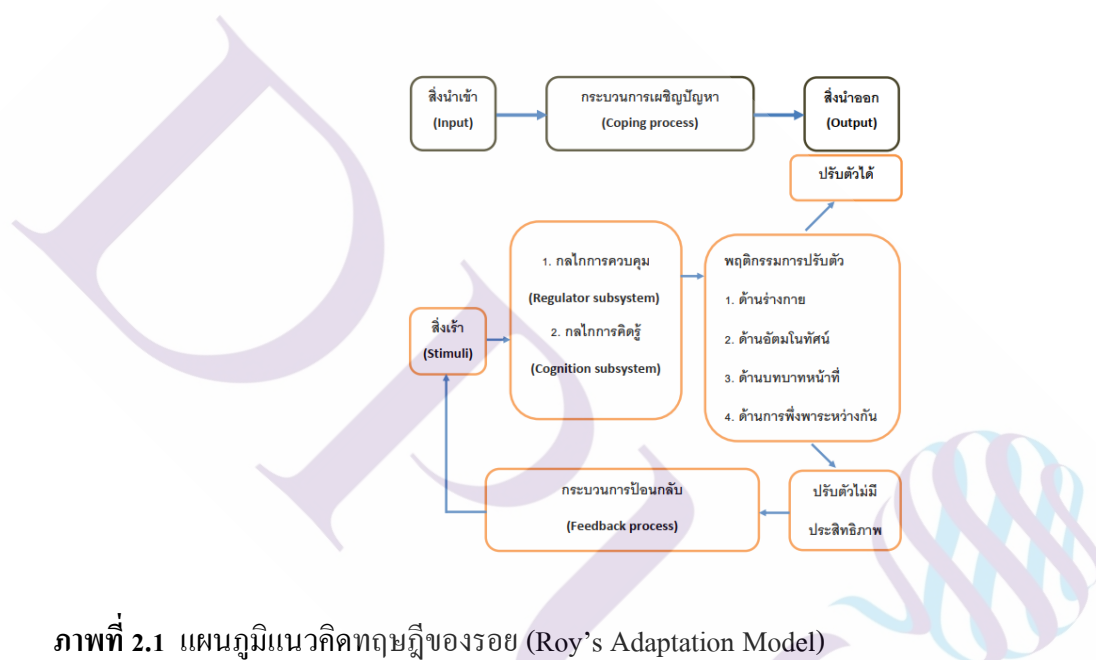 สิ่งนำเข้า
(Input)
กระบวนการเผชิญปัญหา
(Coping process)
สิ่งนำออก
(Output)
ปรับตัวได้
1. กลไกการควบคุม
(Regulator subsystem)
2. กลไกการคิดรู้
(Cognition subsystem)
พฤติกรรมการปรับตัว
1. ด้านร่างกาย
2. ด้านอัตมโนทัศน์
3. ด้านบทบาทหน้าที่
4. ด้านการพึ่งพาระหว่างกัน
สิ่งเร้า
(Stimuli)
กระบวนการป้อนกลับ
(Feedback process)
ปรับตัวไม่มี
ประสิทธิภาพ
ภาพที่ 2.1 แผนภูมิแนวคิดทฤษฎีของรอย (Roy's Adaptation Model)
DPU